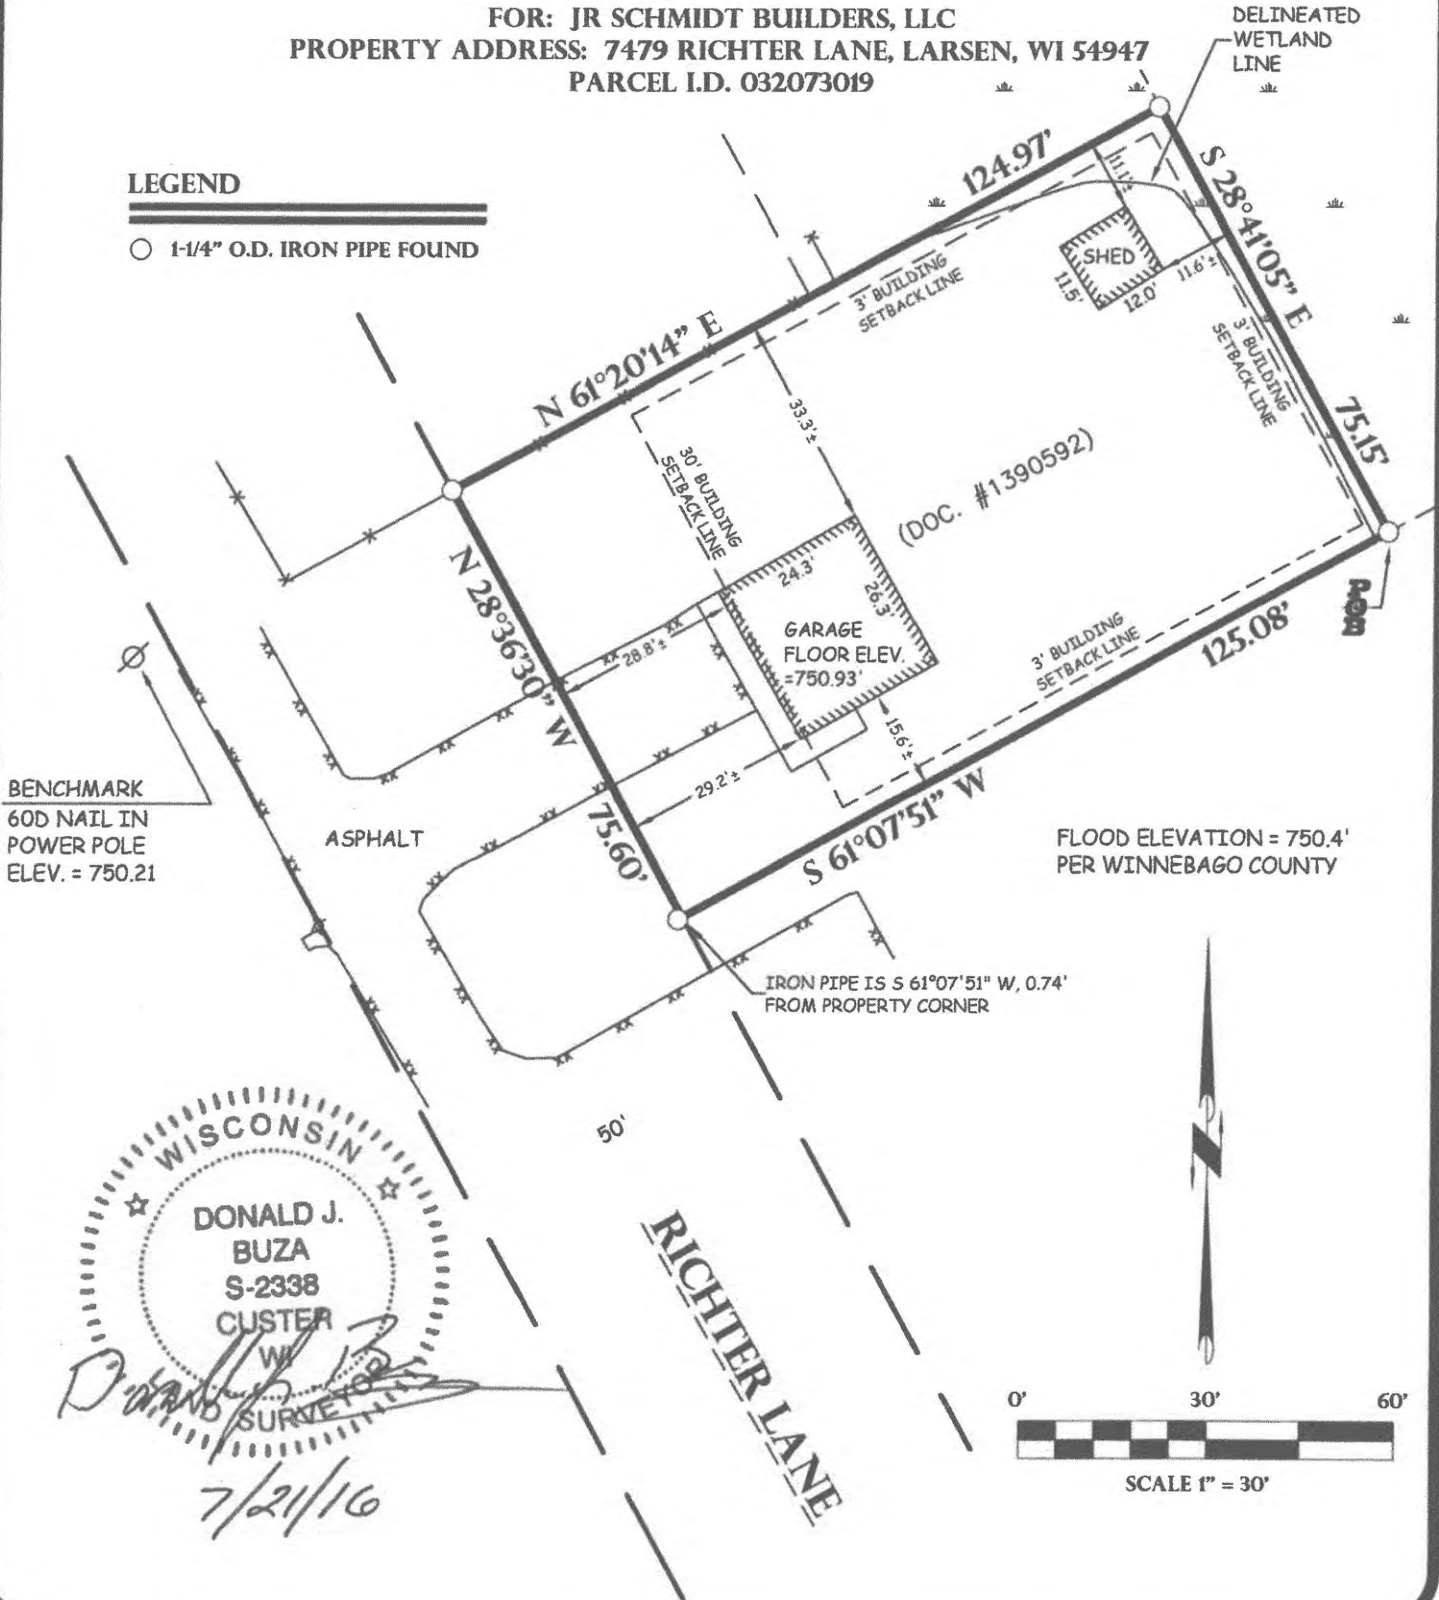 FOR: JR SCHMIDT BUILDERS, LLC
PROPERTY ADDRESS: 7479 RICHTER LANE, LARSEN, WI 54947
PARCEL I.D. 032073019
DELINEATED
WETLAND
LINE
LEGEND
1-1/4" O.D. IRON PIPE FOUND
124.97'
N 61°20'14" E
S 28°41'05" E
75.15'
11.1'±
SHED
11.5'
12.0'
11.6'±
3' BUILDING
SETBACK LINE
3' BUILDING
SETBACK LINE
33.3'±
30' BUILDING
SETBACK LINE
(DOC. #1390592)
N 28°36'30" W
75.60'
24.3'
26.3'
GARAGE
FLOOR ELEV.
=750.93'
28.8'±
29.2'±
15.6'±
3' BUILDING
SETBACK LINE
125.08'
S 61°07'51" W
BENCHMARK
60D NAIL IN
POWER POLE
ELEV. = 750.21
ASPHALT
FLOOD ELEVATION = 750.4'
PER WINNEBAGO COUNTY
IRON PIPE IS S 61°07'51" W, 0.74'
FROM PROPERTY CORNER
50'
RICHTER LANE
N
WISCONSIN
DONALD J.
BUZA
S-2338
CUSTER
WI
LAND SURVEYOR
7/21/16
0' 30' 60'
SCALE 1" = 30'